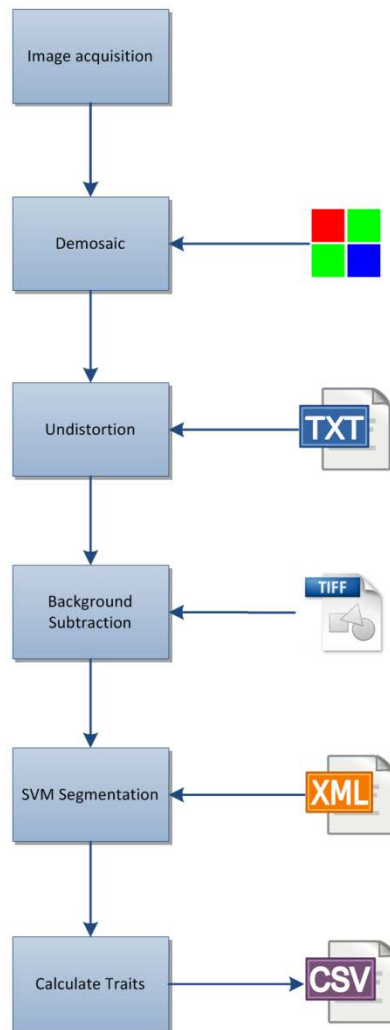 Image acquisition
Demosaic
Undistortion
TXT
Background
Subtraction
TIFF
SVM Segmentation
XML
Calculate Traits
CSV